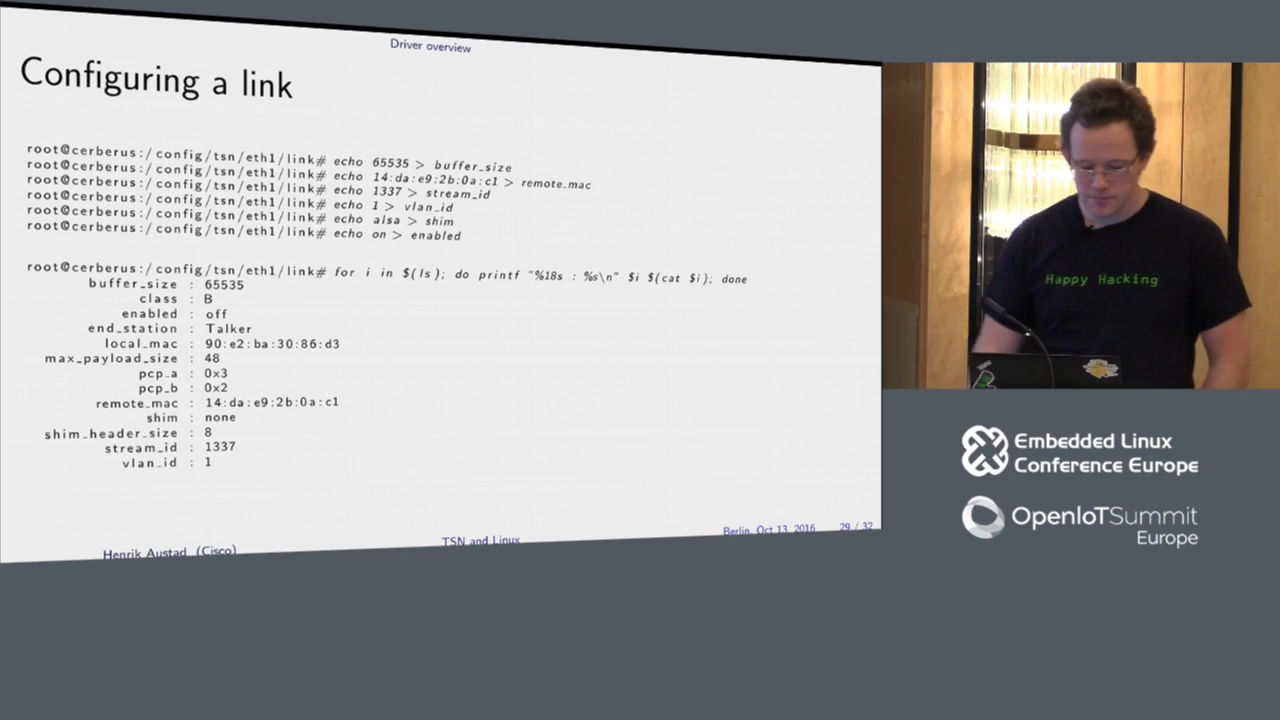 Driver overview
Configuring a link
root@cerberus:/config/tsn/eth1/link# echo 65535 > buffer_size
root@cerberus:/config/tsn/eth1/link# echo 14:da:e9:2b:0a:c1 > remote_mac
root@cerberus:/config/tsn/eth1/link# echo 1337 > stream_id
root@cerberus:/config/tsn/eth1/link# echo 1 > vlan_id
root@cerberus:/config/tsn/eth1/link# echo alsa > shim
root@cerberus:/config/tsn/eth1/link# echo on > enabled
root@cerberus:/config/tsn/eth1/link# for i in $(ls); do printf "%18s : %s\n" $i $(cat $i); done
buffer_size : 65535
class : B
enabled : off
end_station : Talker
local_mac : 90:e2:ba:30:86:d3
max_payload_size : 48
pcp_a : 0x3
pcp_b : 0x2
remote_mac : 14:da:e9:2b:0a:c1
shim : none
shim_header_size : 8
stream_id : 1337
vlan_id : 1
Henrik Austad (Cisco)
TSN and Linux
Berlin, Oct 13, 2016
29 / 32
Happy Hacking
Embedded Linux
Conference Europe
OpenIoTSummit
Europe